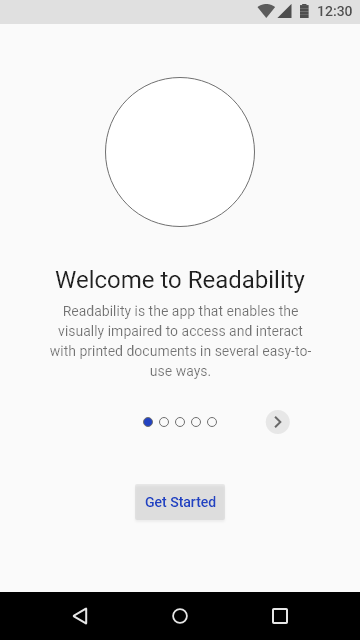 12:30
Welcome to Readability
Readability is the app that enables the
visually impaired to access and interact
with printed documents in several easy-to-
use ways.
Get Started